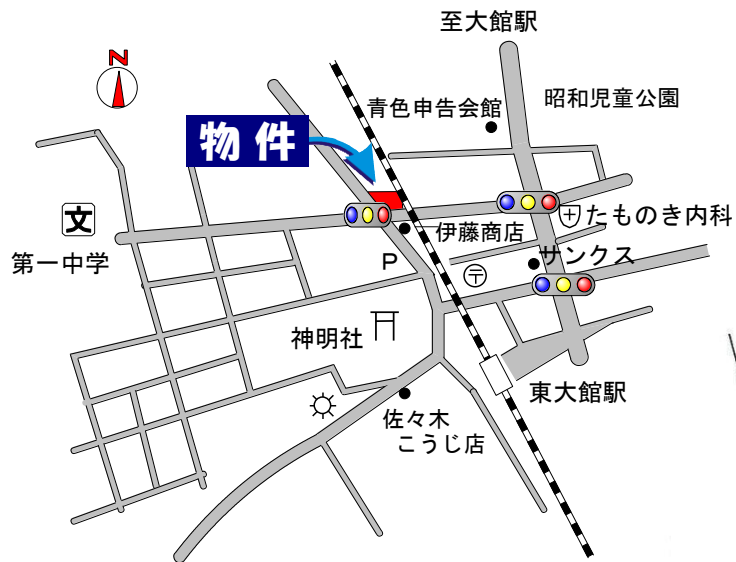 至大館駅
N
青色申告会館
昭和児童公園
物件
文
たものき内科
伊藤商店
サンクス
第一中学
P
〒
神明社
東大館駅
佐々木
こうじ店